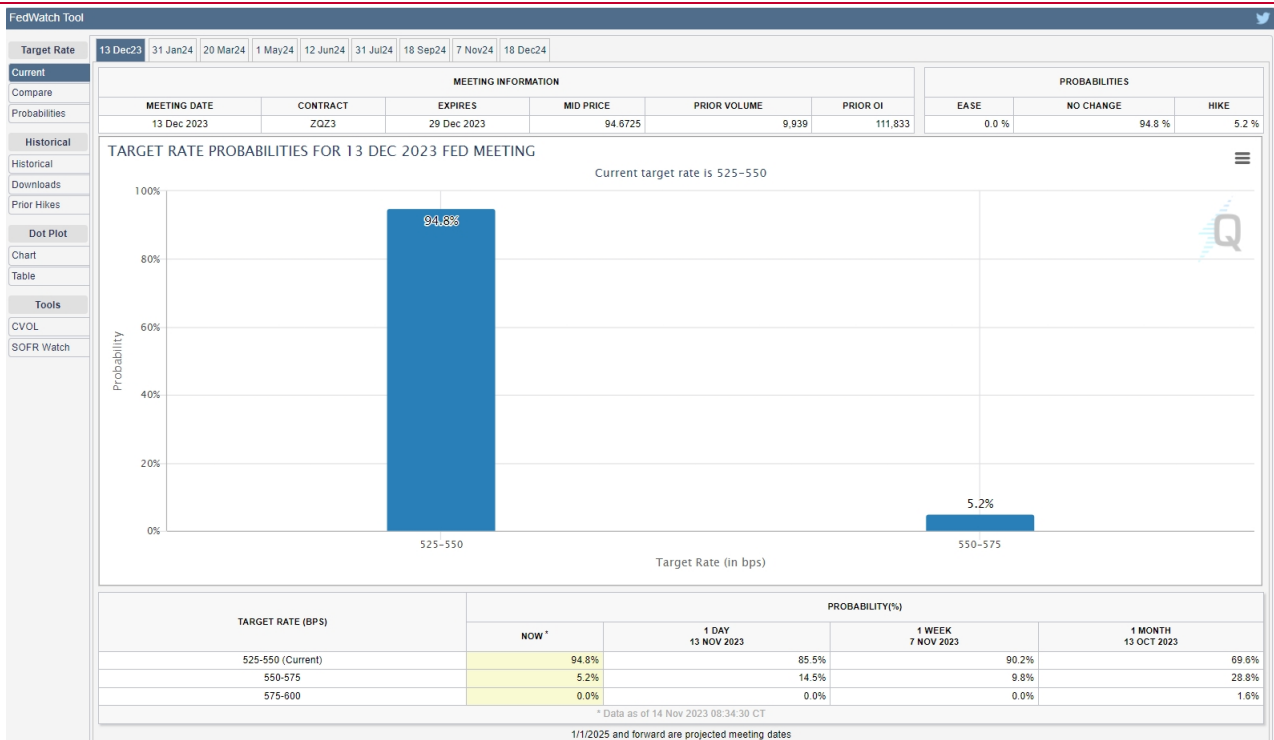 FedWatch Tool
Target Rate
Current
Compare
Probabilities
Historical
Historical
Downloads
Prior Hikes
Dot Plot
Chart
Table
Tools
CVOL
SOFR Watch
13 Dec23 31 Jan24 20 Mar24 1 May24 12 Jun24 31 Jul24 18 Sep24 7 Nov24 18 Dec24
MEETING INFORMATION
MEETING DATE CONTRACT EXPIRES MID PRICE PRIOR VOLUME PRIOR OI
13 Dec 2023 ZQZ3 29 Dec 2023 94.6725 9,939 111,833
PROBABILITIES
EASE NO CHANGE HIKE
0.0 % 94.8 % 5.2 %
TARGET RATE PROBABILITIES FOR 13 DEC 2023 FED MEETING
Current target rate is 525-550
Probability
100%
80%
60%
40%
20%
0%
94.8%
5.2%
525-550 550-575
Target Rate (in bps)
Q
TARGET RATE (BPS) PROBABILITY(%)
NOW * 1 DAY 1 WEEK 1 MONTH
13 NOV 2023 7 NOV 2023 13 OCT 2023
525-550 (Current) 94.8% 85.5% 90.2% 69.6%
550-575 5.2% 14.5% 9.8% 28.8%
575-600 0.0% 0.0% 0.0% 1.6%
* Data as of 14 Nov 2023 08:34:30 CT
1/1/2025 and forward are projected meeting dates